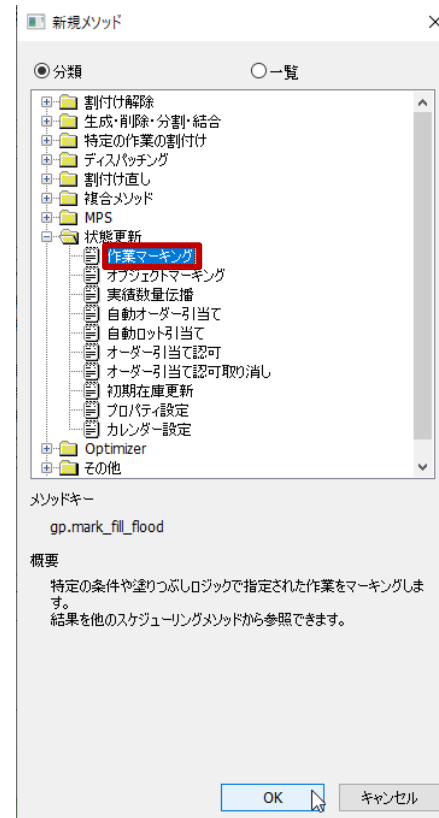 新規メソッド
分類
一覧
割付け解除
生成・削除・分割・結合
特定の作業の割付け
ディスパッチング
割付け直し
複合メソッド
MPS
状態更新
作業マーキング
オブジェクトマーキング
実績数量伝播
自動オーダー引当て
自動ロット引当て
オーダー引当て認可
オーダー引当て認可取り消し
初期在庫更新
プロパティ設定
カレンダー設定
Optimizer
その他
メソッドキー
gp.mark_fill_flood
概要
特定の条件や塗りつぶしロジックで指定された作業をマーキングしま
す。
結果を他のスケジューリングメソッドから参照できます。
OK
キャンセル